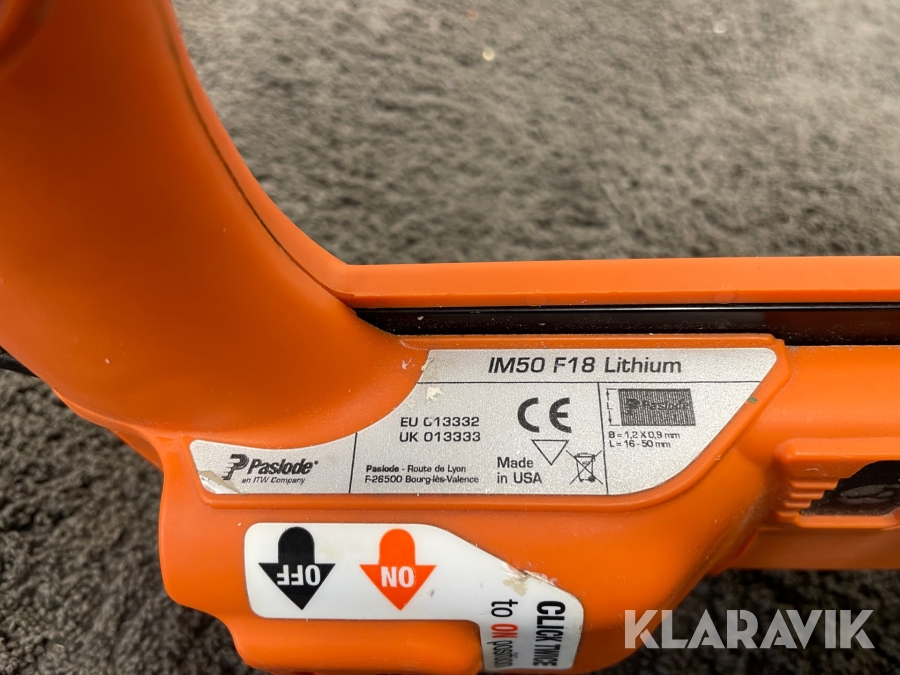 IM50 F18 Lithium
EU 013332
UK 013333
CE
Paslode
Ø = 1,2 X 0,9 mm
L = 16 - 50 mm
Paslode®
an ITW Company
Paslode - Route de Lyon
F-26500 Bourg-lès-Valence
Made
in USA
OFF
ON
CLICK TWICE
to ON position
KLARAVIK